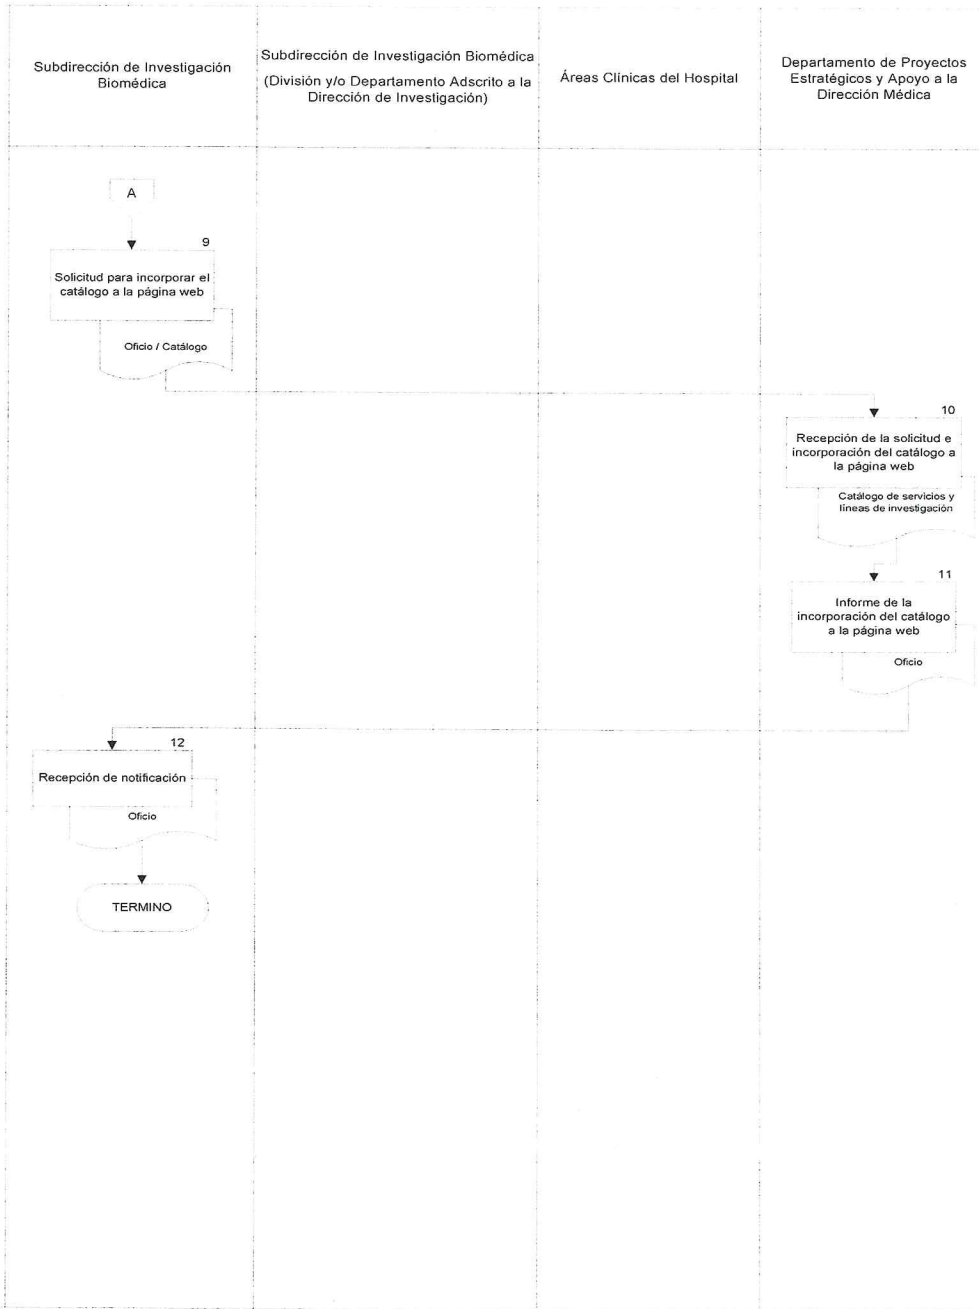 Subdirección de Investigación
Biomédica
Subdirección de Investigación Biomédica
(División y/o Departamento Adscrito a la
Dirección de Investigación)
Áreas Clínicas del Hospital
Departamento de Proyectos
Estratégicos y Apoyo a la
Dirección Médica
A
9
Solicitud para incorporar el
catálogo a la página web
Oficio / Catálogo
10
Recepción de la solicitud e
incorporación del catálogo a
la página web
Catálogo de servicios y
líneas de investigación
11
Informe de la
incorporación del catálogo
a la página web
Oficio
12
Recepción de notificación
Oficio
TERMINO